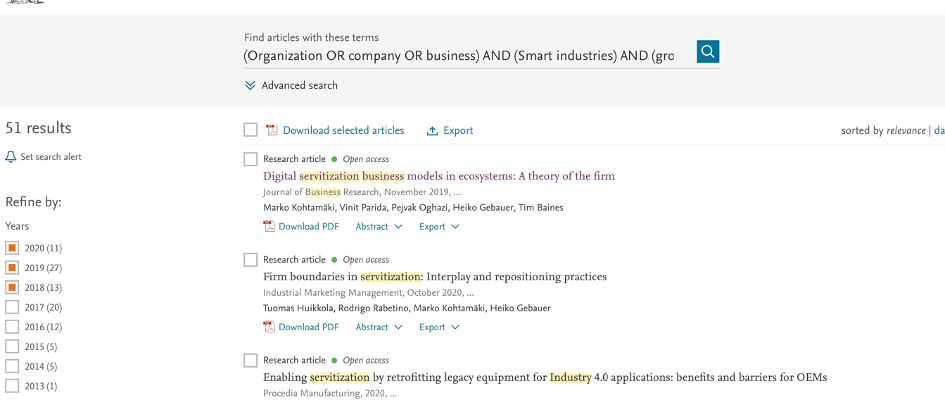 Find articles with these terms
(Organization OR company OR business) AND (Smart industries) AND (gro
Advanced search
51 results
Set search alert
Refine by:
Years
2020 (11)
2019 (27)
2018 (13)
2017 (20)
2016 (12)
2015 (5)
2014 (5)
2013 (1)
Download selected articles
Export
sorted by relevance | da
Research article Open access
Digital servitization business models in ecosystems: A theory of the firm
Journal of Business Research, November 2019, ...
Marko Kohtamäki, Vinit Parida, Pejvak Oghazi, Heiko Gebauer, Tim Baines
Download PDF Abstract Export
Research article Open access
Firm boundaries in servitization: Interplay and repositioning practices
Industrial Marketing Management, October 2020, ...
Tuomas Huikkola, Rodrigo Rabetino, Marko Kohtamäki, Heiko Gebauer
Download PDF Abstract Export
Research article Open access
Enabling servitization by retrofitting legacy equipment for Industry 4.0 applications: benefits and barriers for OEMs
Procedia Manufacturing, 2020, ...